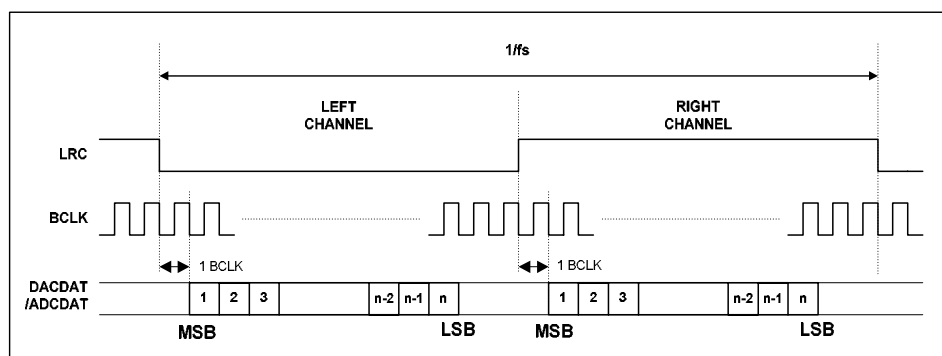 1/fs
LEFT
CHANNEL
RIGHT
CHANNEL
LRC
BCLK
1 BCLK
1 BCLK
DACDAT
/ADCDAT
1 2 3 n-2 n-1 n 1 2 3 n-2 n-1 n
MSB LSB MSB LSB